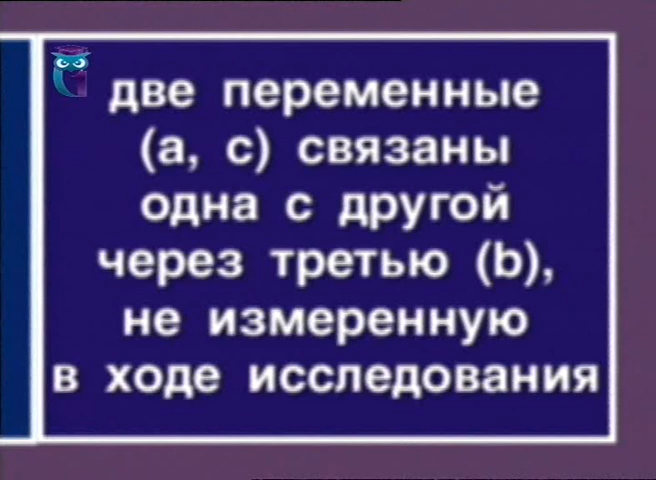 две переменные
(a, c) связаны
одна с другой
через третью (b),
не измеренную
в ходе исследования